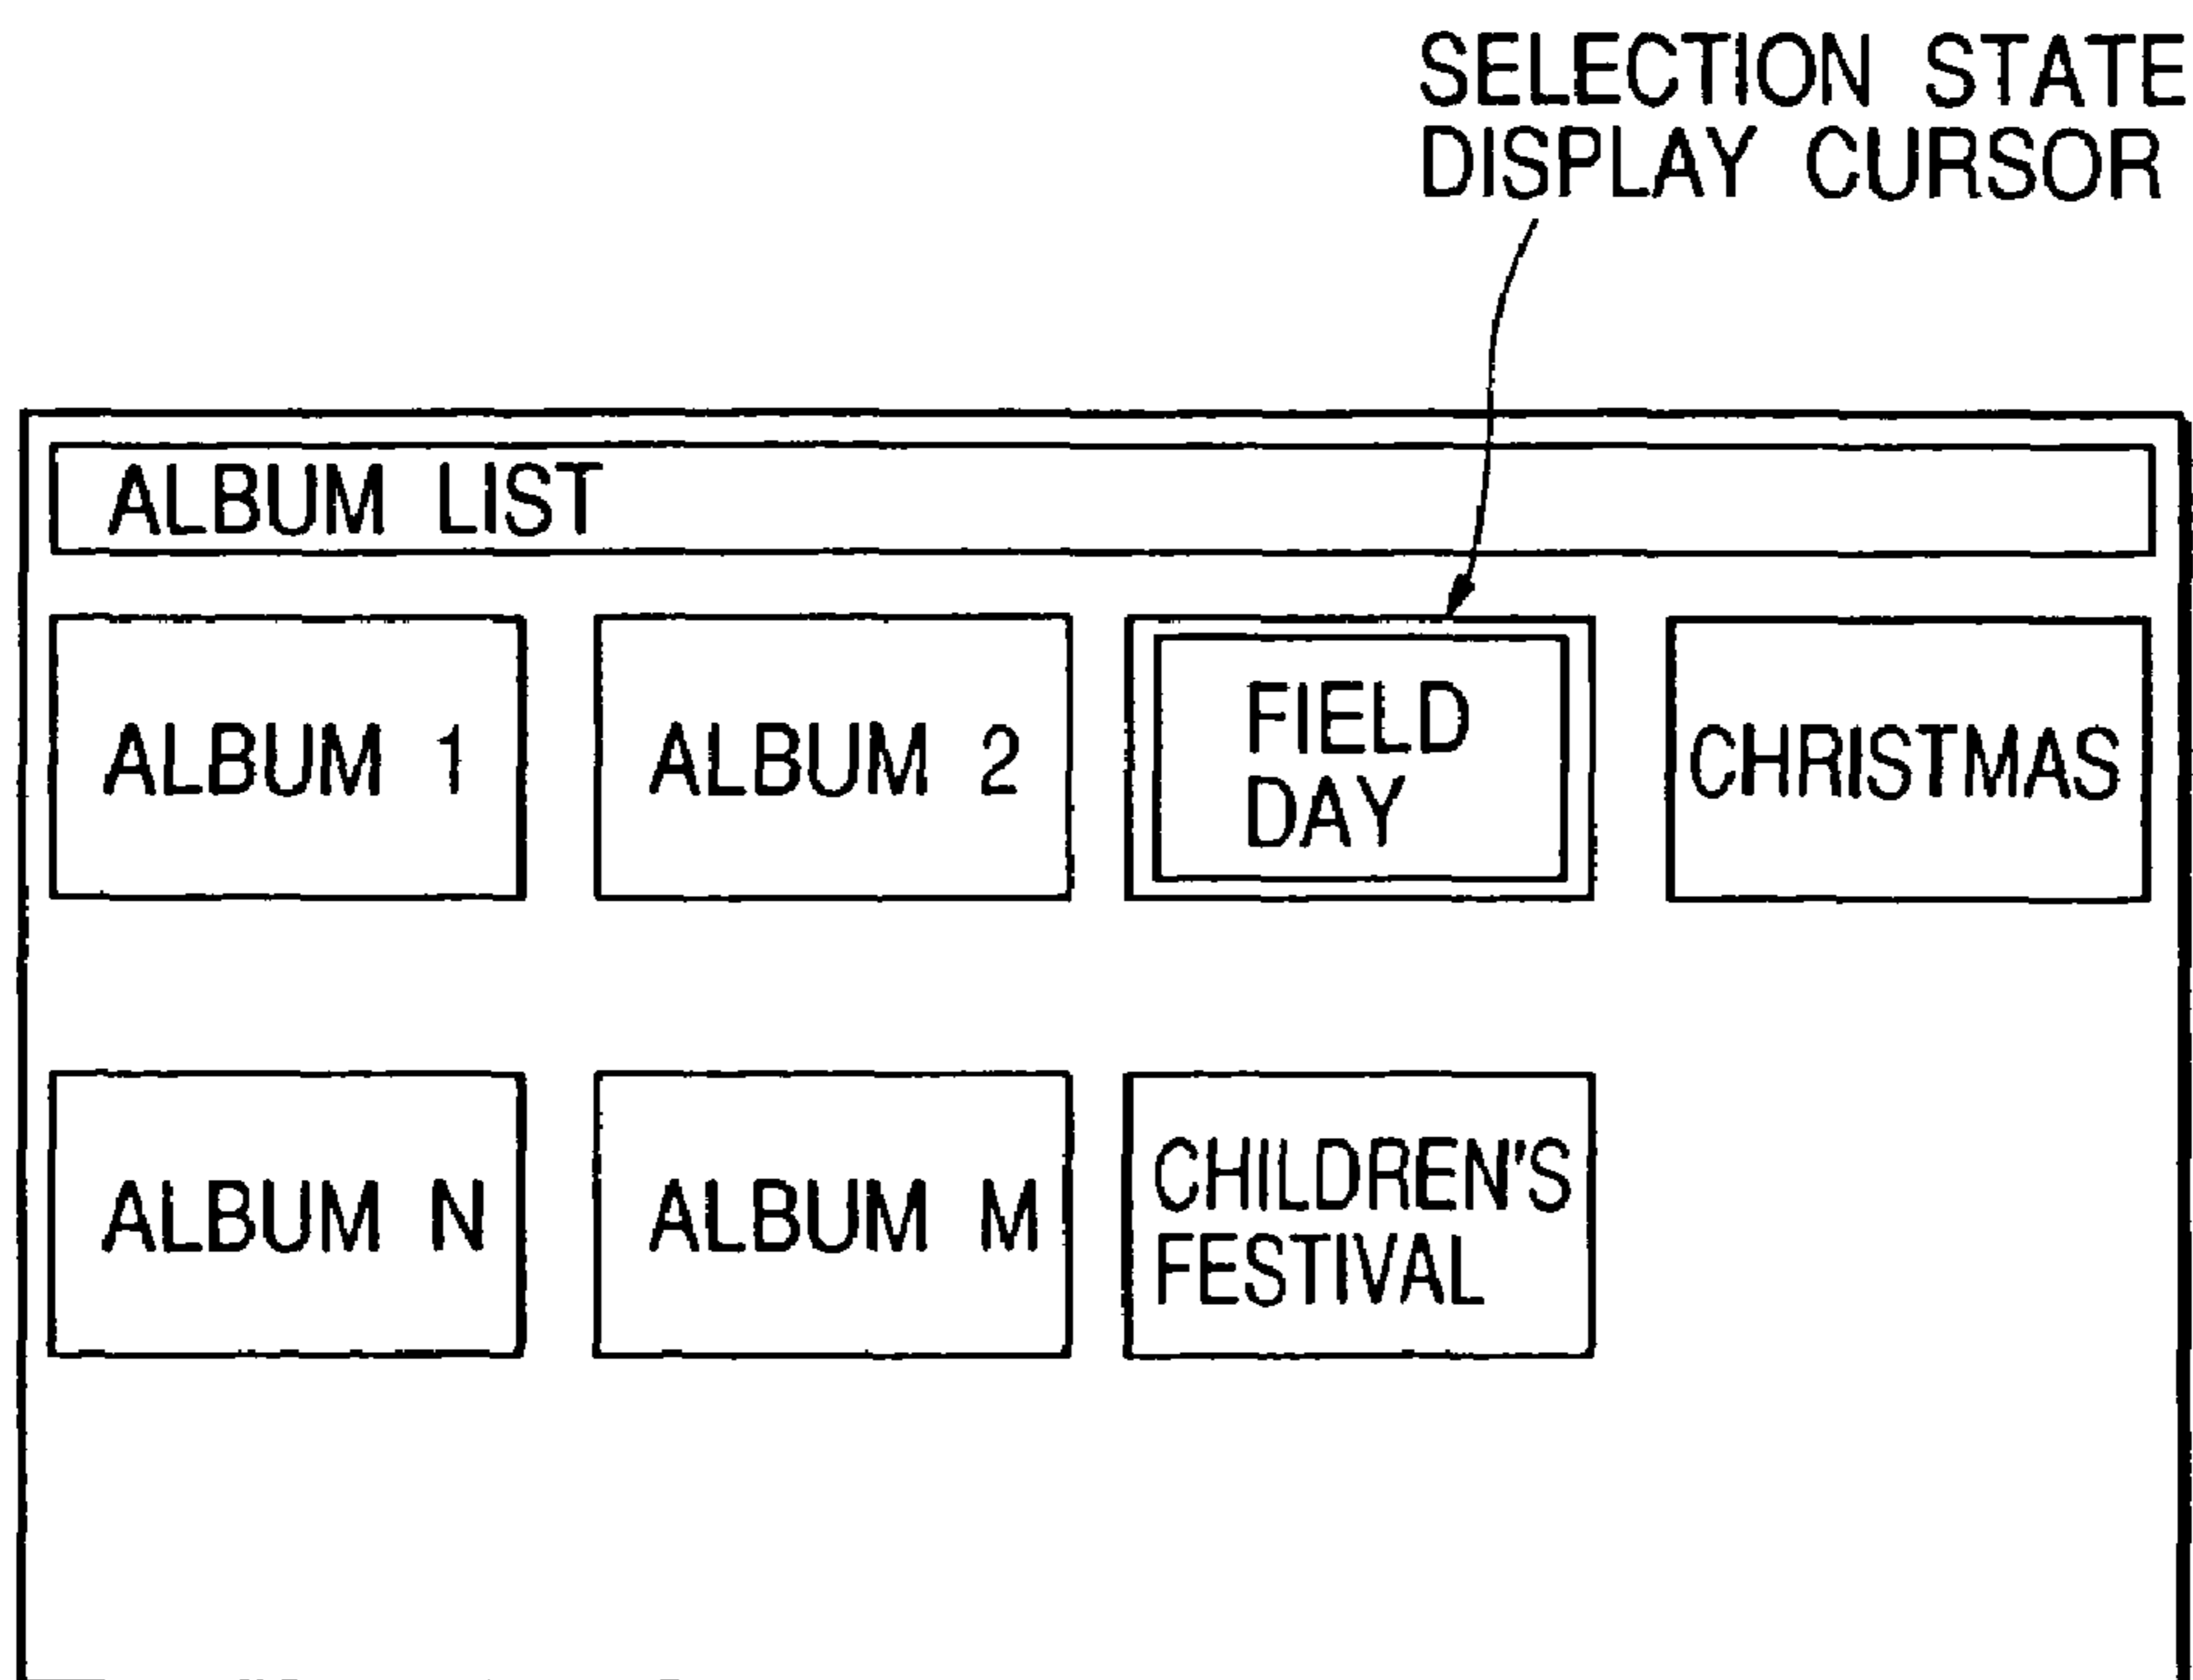 SELECTION STATE
DISPLAY CURSOR
ALBUM LIST
ALBUM 1
ALBUM 2
FIELD
DAY
CHRISTMAS
ALBUM N
ALBUM M
CHILDREN'S
FESTIVAL